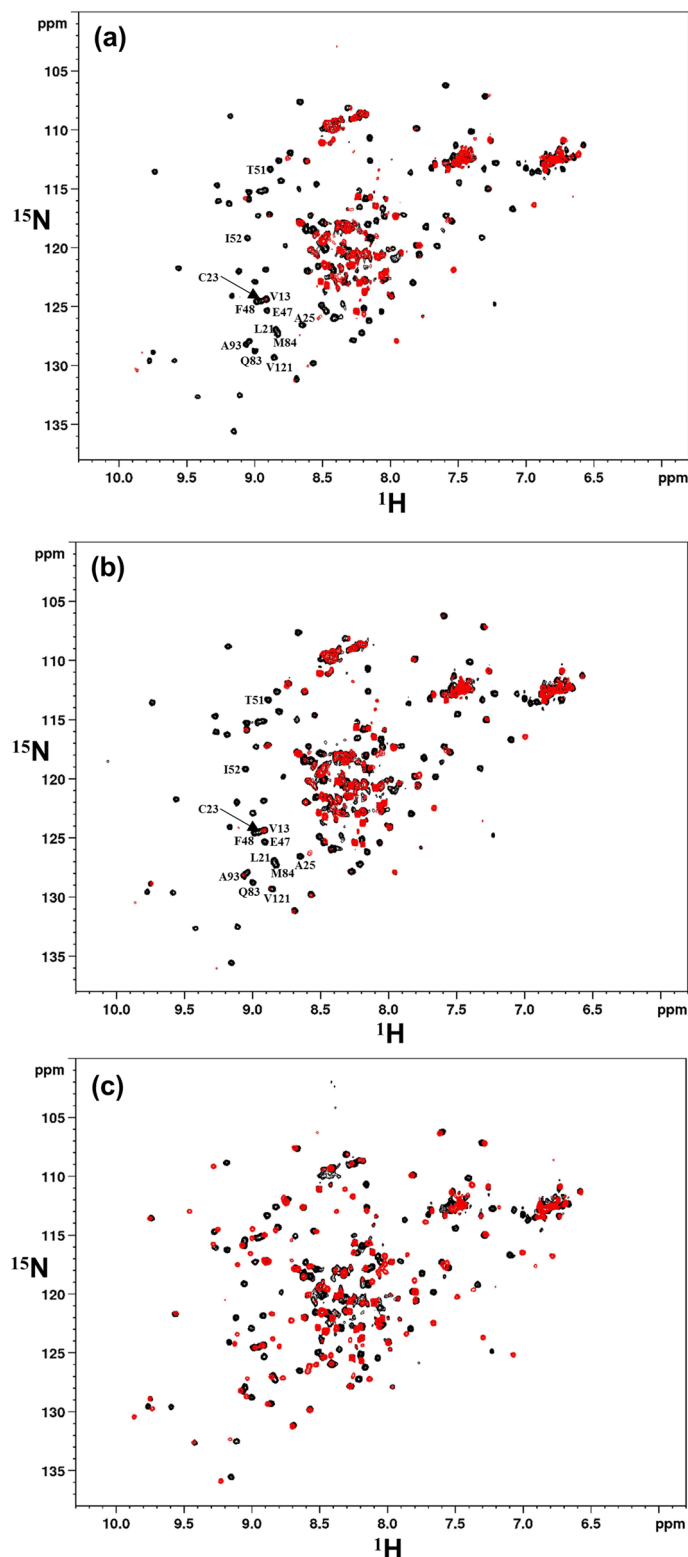 (a)
ppm
105
110
115
120
125
130
135
15N
T51
I52
C23
V13
F48
E47
L21
A25
M84
A93
Q83
V121
10.0 9.5 9.0 8.5 8.0 7.5 7.0 6.5 ppm
1H
(b)
ppm
105
110
115
120
125
130
135
15N
T51
I52
C23
V13
F48
E47
L21
A25
M84
A93
Q83
V121
10.0 9.5 9.0 8.5 8.0 7.5 7.0 6.5 ppm
1H
(c)
ppm
105
110
115
120
125
130
135
15N
10.0 9.5 9.0 8.5 8.0 7.5 7.0 6.5 ppm
1H